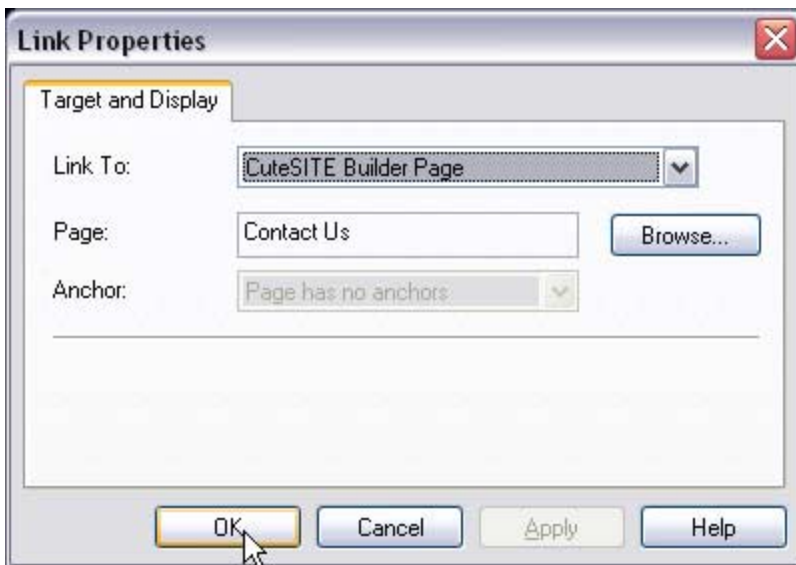 Link Properties
Target and Display
Link To: CuteSITE Builder Page
Page: Contact Us Browse...
Anchor: Page has no anchors
OK Cancel Apply Help